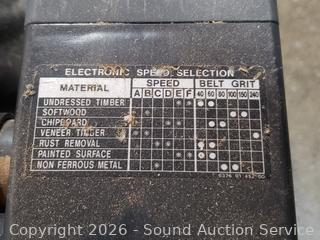 ELECTRONIC SPEED SELECTION
MATERIAL SPEED BELT GRIT
A B C D E F 40 60 80 100 150 240
UNDRESSED TIMBER
SOFTWOOD
CHIPBOARD
VENEER TIMBER
RUST REMOVAL
PAINTED SURFACE
NON FERROUS METAL
Copyright 2026 - Sound Auction Service